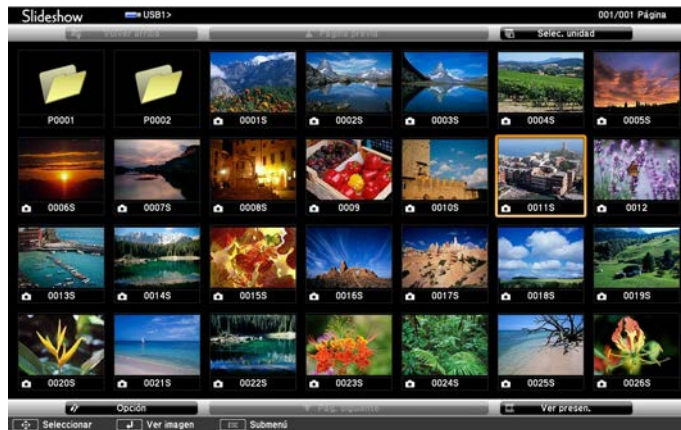 Slideshow USB1> 001/001 Página
Volver arriba ▲ Página previa Selec. unidad
P0001 P0002 0001S 0002S 0003S 0004S 0005S
0006S 0007S 0008S 0009 0010S 0011S 0012
0013S 0014S 0015S 0016S 0017S 0018S 0019S
0020S 0021S 0022S 0023S 0024S 0025S 0026S
Opción ▼ Pág. siguiente Ver presen.
Seleccionar Ver imagen ESC Submenú